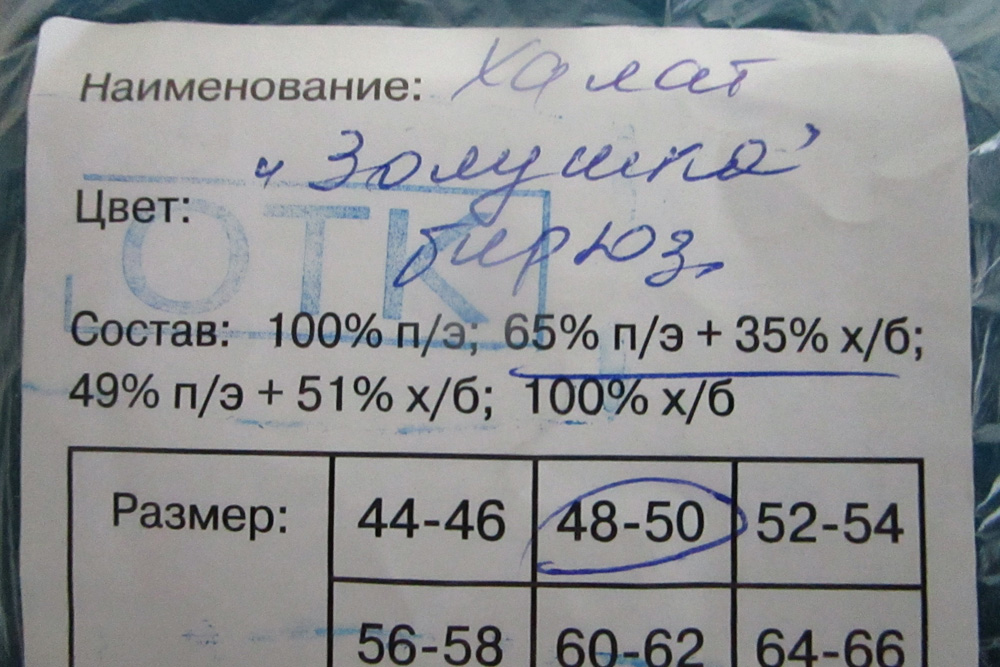 Наименование: Халат
"Золушка"
Цвет: бирюз.
ОТК
Состав: 100% п/э; 65% п/э + 35% х/б;
49% п/э + 51% х/б; 100% х/б
Размер: 44-46 48-50 52-54
56-58 60-62 64-66